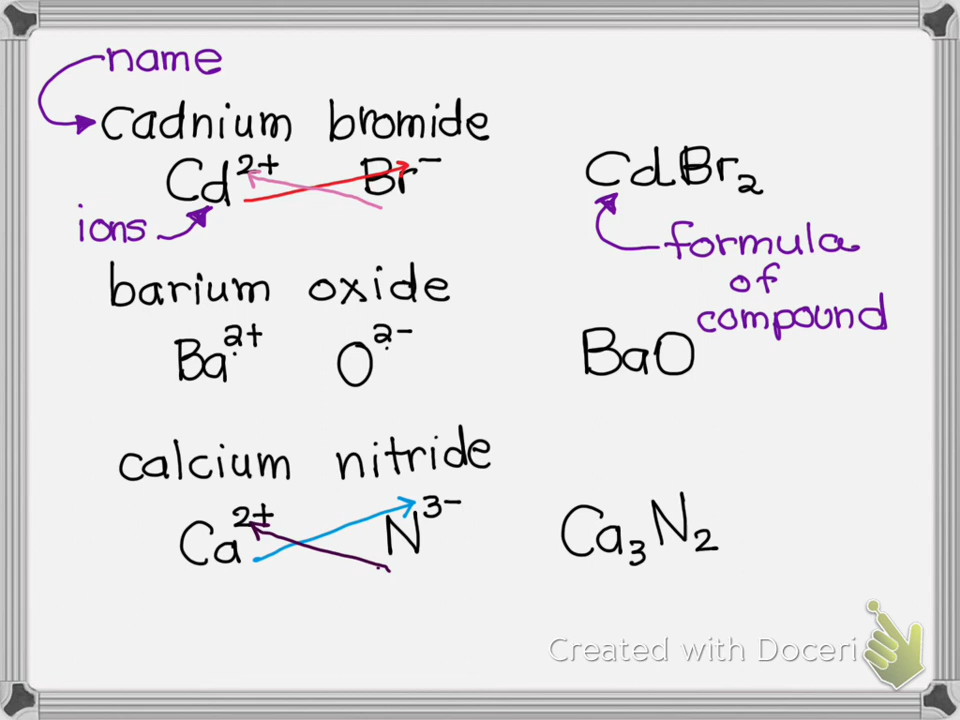 name
cadnium bromide
Cd²⁺ Br⁻ CdBr₂
ions
formula
of
compound
barium oxide
Ba²⁺ O²⁻ BaO
calcium nitride
Ca²⁺ N³⁻ Ca₃N₂
Created with Doceri